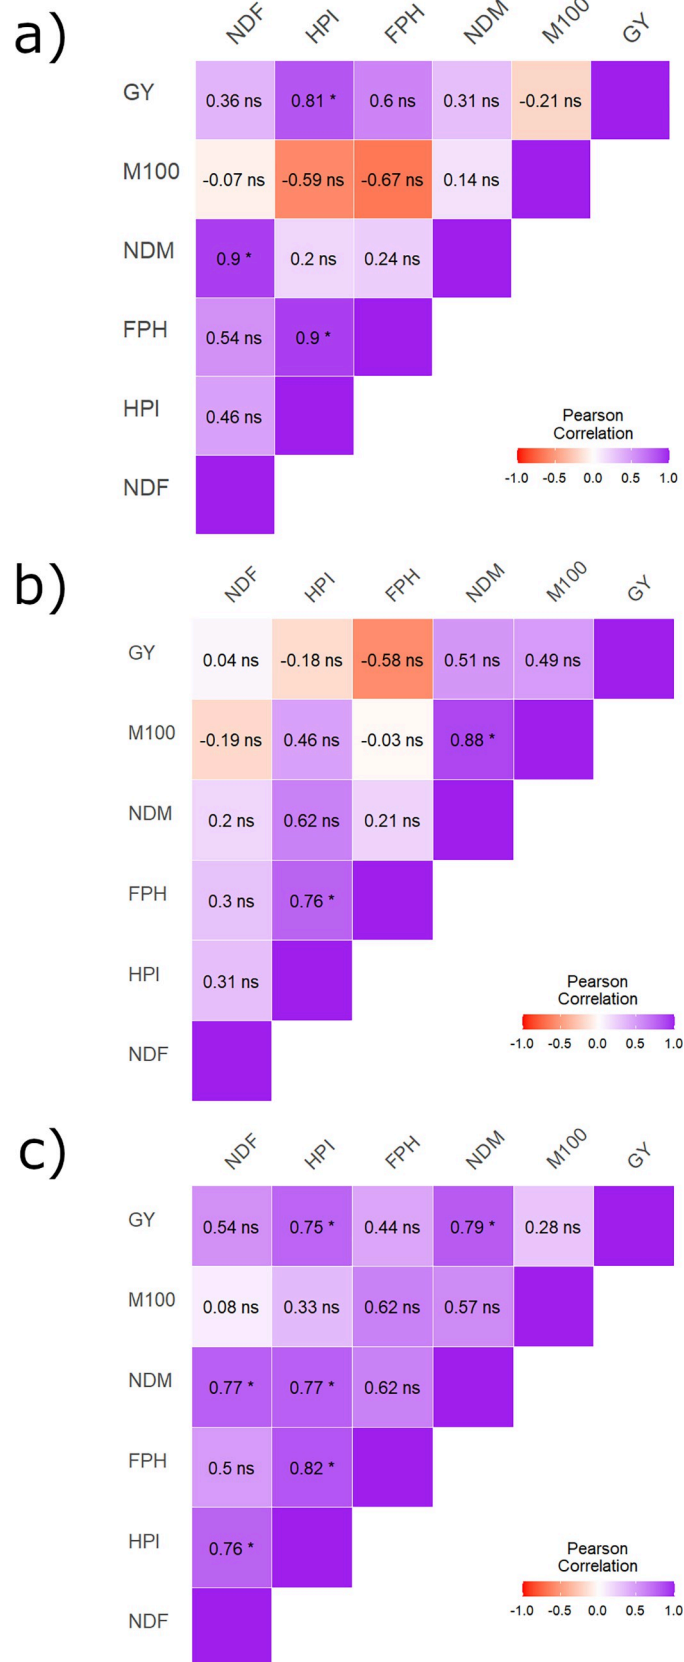 a)
NDF HPI FPH NDM M100 GY
GY 0.36 ns 0.81 * 0.6 ns 0.31 ns -0.21 ns
M100 -0.07 ns -0.59 ns -0.67 ns 0.14 ns
NDM 0.9 * 0.2 ns 0.24 ns
FPH 0.54 ns 0.9 *
HPI 0.46 ns
NDF
Pearson
Correlation
-1.0 -0.5 0.0 0.5 1.0
b)
NDF HPI FPH NDM M100 GY
GY 0.04 ns -0.18 ns -0.58 ns 0.51 ns 0.49 ns
M100 -0.19 ns 0.46 ns -0.03 ns 0.88 *
NDM 0.2 ns 0.62 ns 0.21 ns
FPH 0.3 ns 0.76 *
HPI 0.31 ns
NDF
Pearson
Correlation
-1.0 -0.5 0.0 0.5 1.0
c)
NDF HPI FPH NDM M100 GY
GY 0.54 ns 0.75 * 0.44 ns 0.79 * 0.28 ns
M100 0.08 ns 0.33 ns 0.62 ns 0.57 ns
NDM 0.77 * 0.77 * 0.62 ns
FPH 0.5 ns 0.82 *
HPI 0.76 *
NDF
Pearson
Correlation
-1.0 -0.5 0.0 0.5 1.0